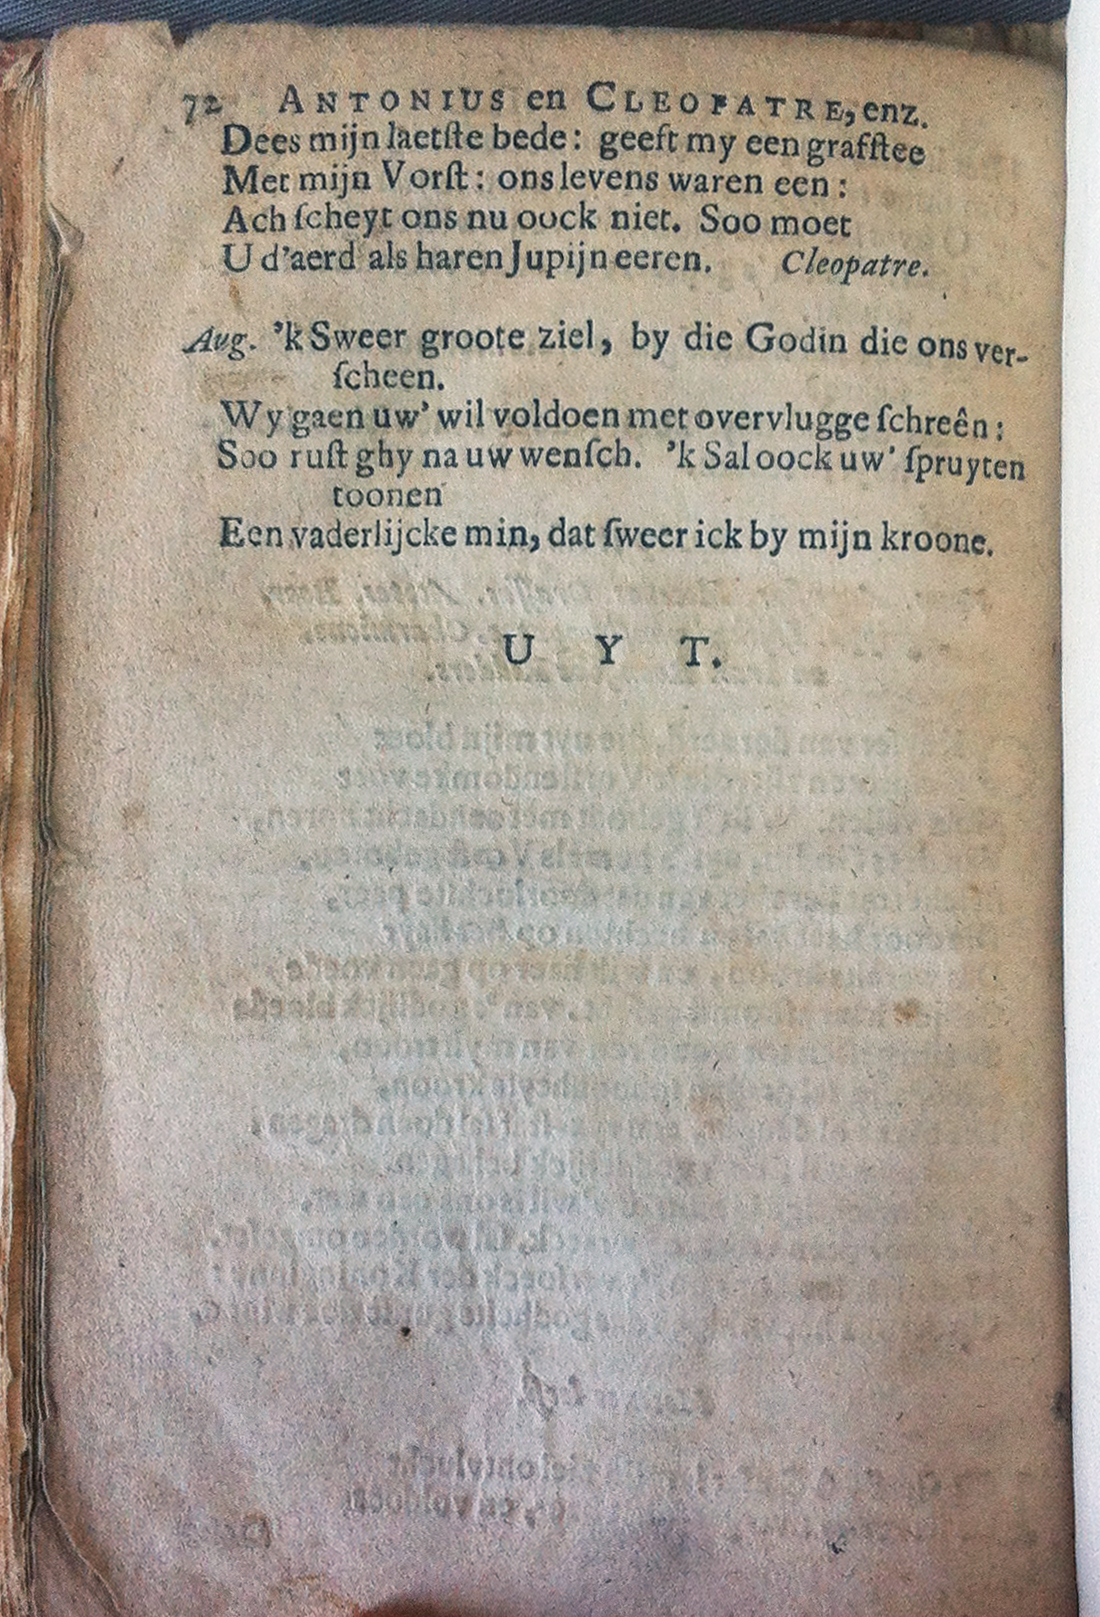 72 ANTONIUS en CLEOPATRE, enz.
Dees mijn laetſte bede: geeft my een graffſtee
Met mijn Vorſt: ons levens waren een:
Ach ſcheyt ons nu oock niet. Soo moet
U d'aerd als haren Jupijn eeren. Cleopatre.
Aug. 'k Sweer groote ziel, by die Godin die ons ver-
ſcheen.
Wy gaen uw' wil voldoen met overvlugge ſchreên:
Soo ruſt ghy na uw wenſch. 'k Sal oock uw' ſpruyten
toonen
Een vaderlijcke min, dat ſweer ick by mijn kroone.
UYT.